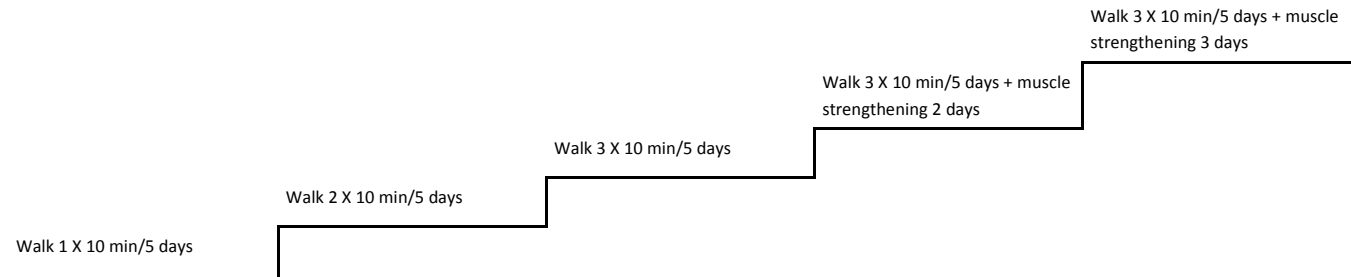 Walk 3 X 10 min/5 days + muscle
strengthening 3 days
Walk 3 X 10 min/5 days + muscle
strengthening 2 days
Walk 3 X 10 min/5 days
Walk 2 X 10 min/5 days
Walk 1 X 10 min/5 days